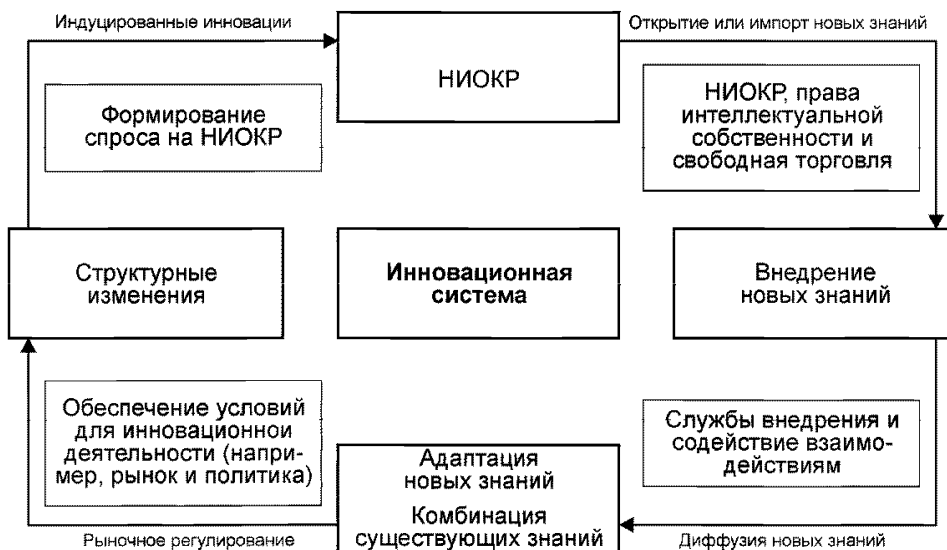 Индуцированные инновации
Открытие или импорт новых знаний
НИОКР
Формирование
спроса на НИОКР
НИОКР, права
интеллектуальной
собственности и
свободная торговля
Структурные
изменения
Инновационная
система
Внедрение
новых знаний
Обеспечение условий
для инновационной
деятельности (напри-
мер, рынок и политика)
Адаптация
новых знаний
Комбинация
существующих знаний
Службы внедрения и
содействие взаимо-
действиям
Рыночное регулирование
Диффузия новых знаний